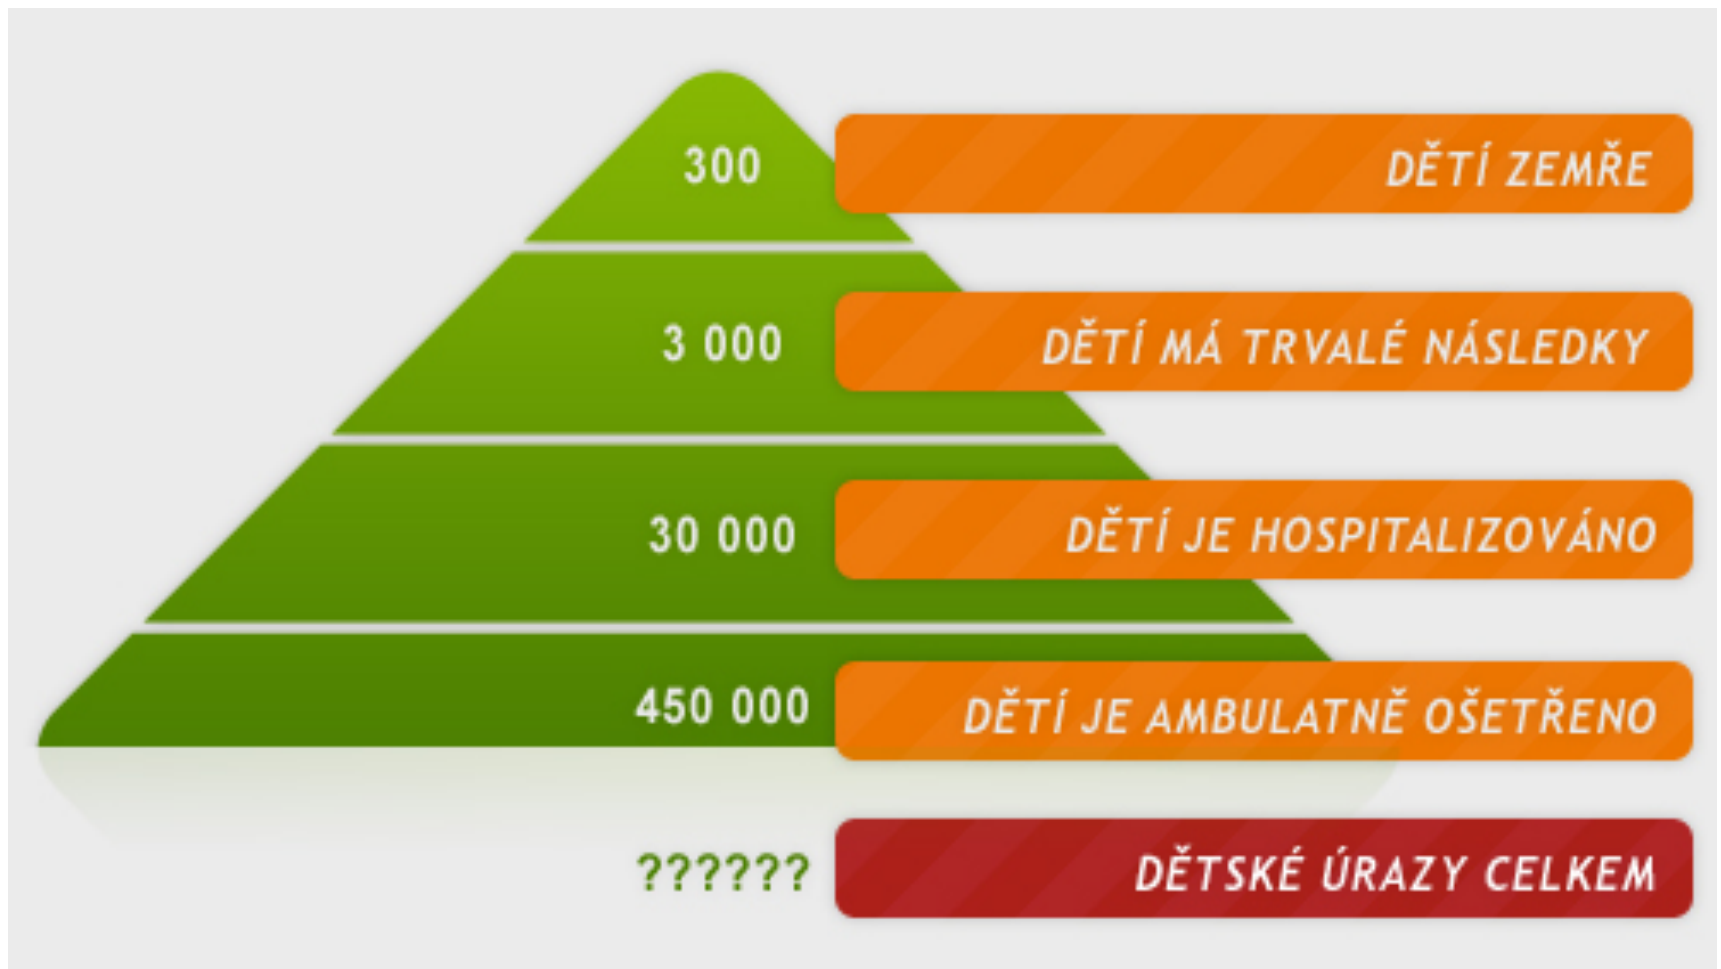 300 DĚTÍ ZEMŘE
3 000 DĚTÍ MÁ TRVALÉ NÁSLEDKY
30 000 DĚTÍ JE HOSPITALIZOVÁNO
450 000 DĚTÍ JE AMBULATNĚ OŠETŘENO
?????? DĚTSKÉ ÚRAZY CELKEM